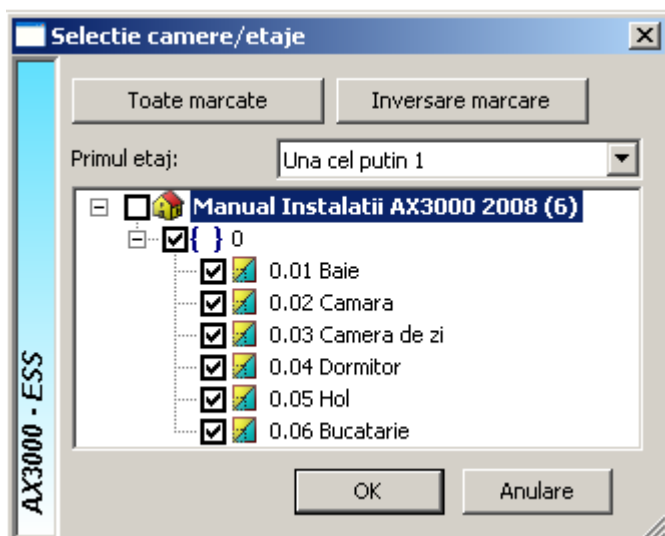 Selectie camere/etaje
Toate marcate Inversare marcare
Primul etaj: Una cel putin 1
Manual Instalatii AX3000 2008 (6)
{ } 0
0.01 Baie
0.02 Camara
0.03 Camera de zi
0.04 Dormitor
0.05 Hol
0.06 Bucatarie
OK Anulare
AX3000 - ESS